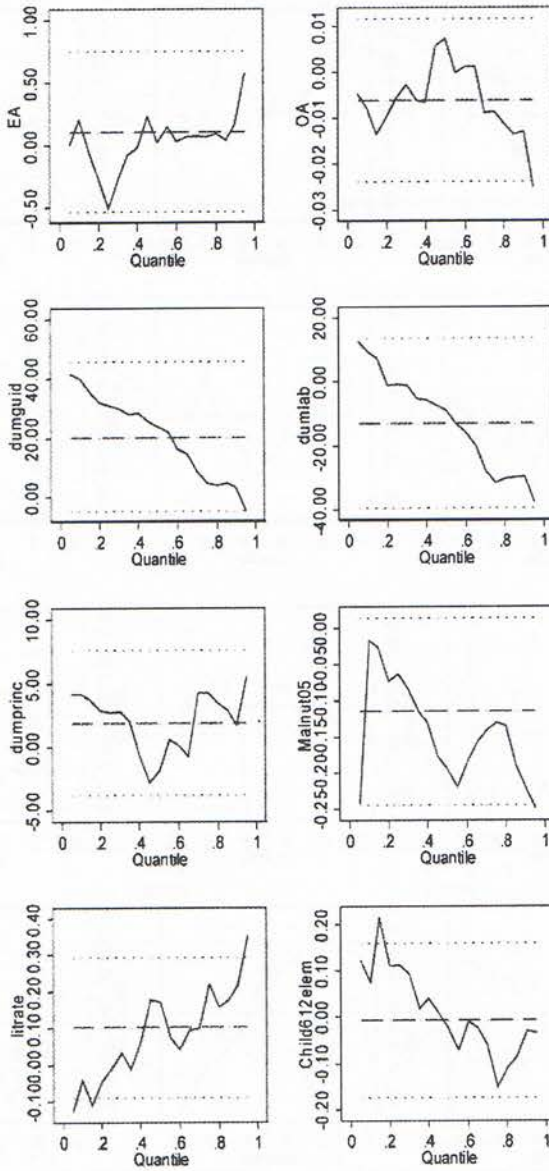 EA
1.00
0.50
0.00
-0.50
0 .2 .4 .6 .8 1
Quantile
OA
0.01
0.00
-0.01
-0.02
-0.03
0 .2 .4 .6 .8 1
Quantile
dumguid
60.00
40.00
20.00
0.00
0 .2 .4 .6 .8 1
Quantile
dumlab
20.00
0.00
-20.00
-40.00
0 .2 .4 .6 .8 1
Quantile
dumprinc
10.00
5.00
0.00
-5.00
0 .2 .4 .6 .8 1
Quantile
Malnut05
-0.25-0.20-0.15-0.10-0.050.00
0 .2 .4 .6 .8 1
Quantile
litrate
-0.100.00 0.10 0.20 0.30 0.40
0 .2 .4 .6 .8 1
Quantile
Child612elem
0.20
0.10
0.00
-0.10
-0.20
0 .2 .4 .6 .8 1
Quantile